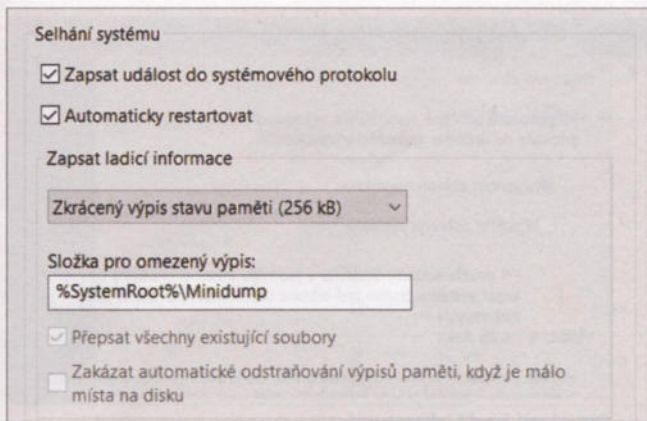 Selhání systému
Zapsat událost do systémového protokolu
Automaticky restartovat
Zapsat ladicí informace
Zkrácený výpis stavu paměti (256 kB)
Složka pro omezený výpis:
%SystemRoot%\Minidump
Přepsat všechny existující soubory
Zakázat automatické odstraňování výpisů paměti, když je málo
místa na disku